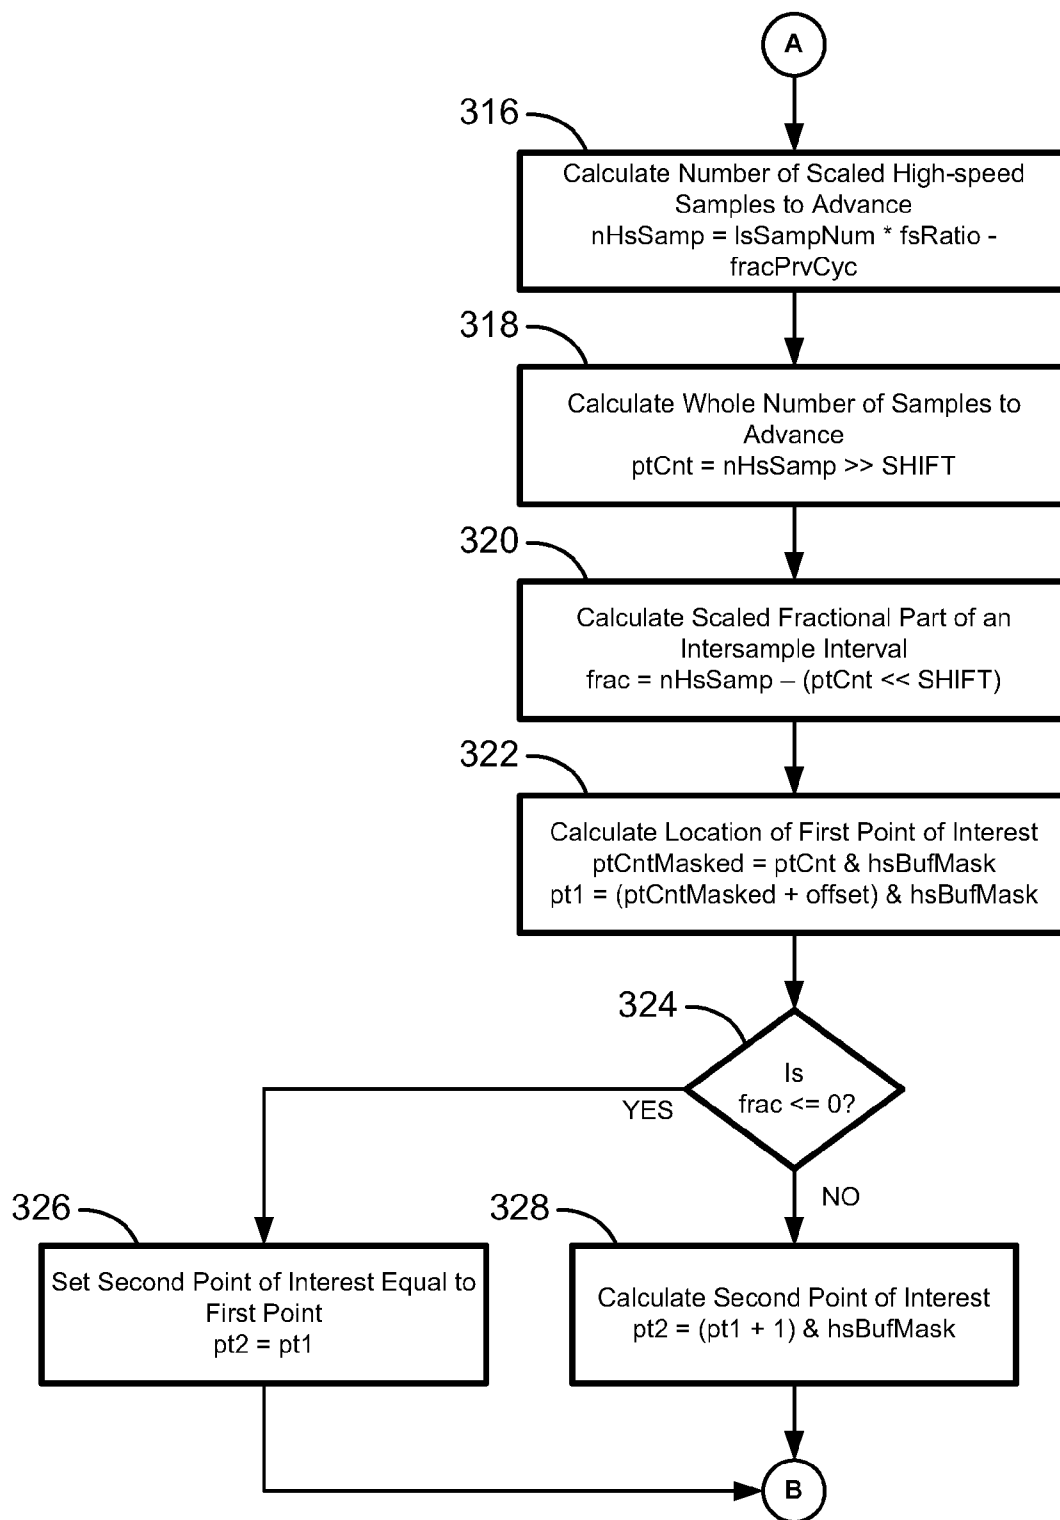 A
316
Calculate Number of Scaled High-speed
Samples to Advance
nHsSamp = lsSampNum * fsRatio -
fracPrvCyc
318
Calculate Whole Number of Samples to
Advance
ptCnt = nHsSamp >> SHIFT
320
Calculate Scaled Fractional Part of an
Intersample Interval
frac = nHsSamp – (ptCnt << SHIFT)
322
Calculate Location of First Point of Interest
ptCntMasked = ptCnt & hsBufMask
pt1 = (ptCntMasked + offset) & hsBufMask
324
Is
frac <= 0?
YES
NO
326
Set Second Point of Interest Equal to
First Point
pt2 = pt1
328
Calculate Second Point of Interest
pt2 = (pt1 + 1) & hsBufMask
B